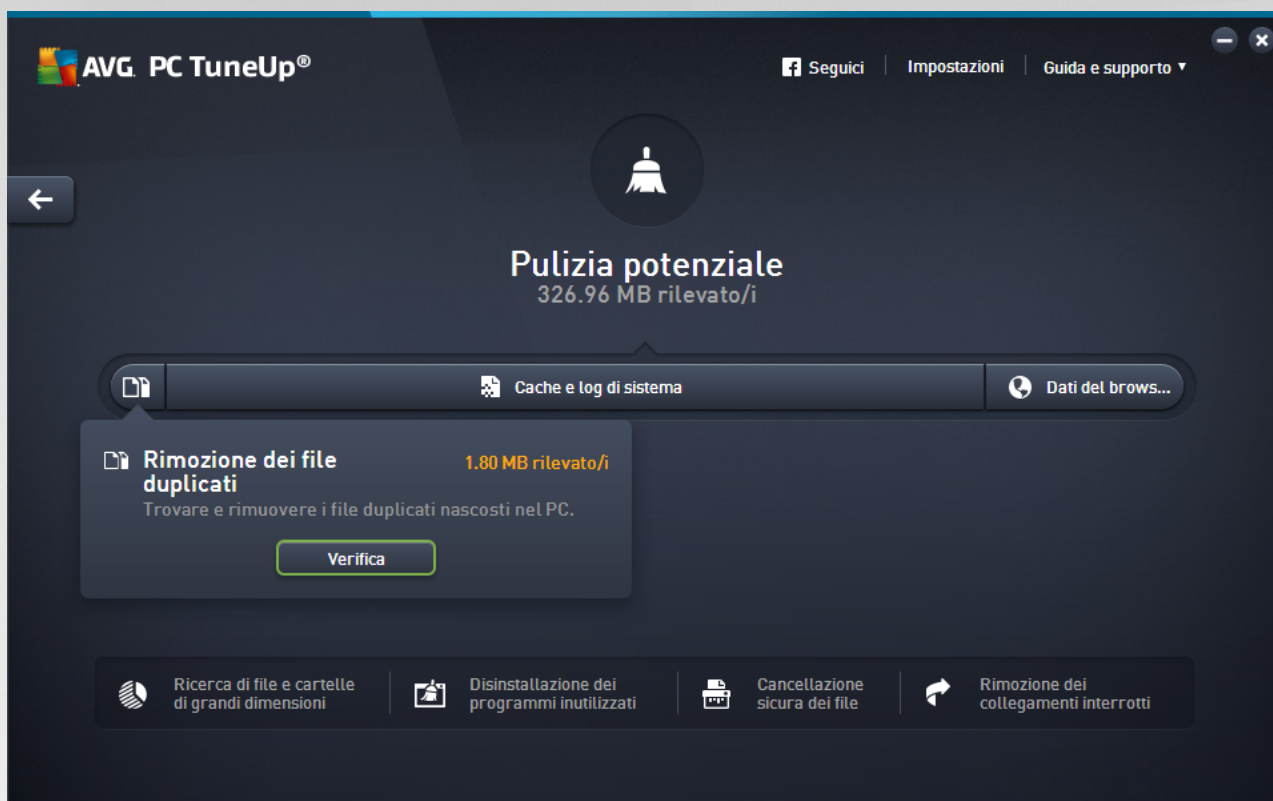 AVG. PC TuneUp®
Seguici
Impostazioni
Guida e supporto
Pulizia potenziale
326.96 MB rilevato/i
Cache e log di sistema
Dati del brows...
Rimozione dei file
duplicati
1.80 MB rilevato/i
Trovare e rimuovere i file duplicati nascosti nel PC.
Verifica
Ricerca di file e cartelle
di grandi dimensioni
Disinstallazione dei
programmi inutilizzati
Cancellazione
sicura dei file
Rimozione dei
collegamenti interrotti